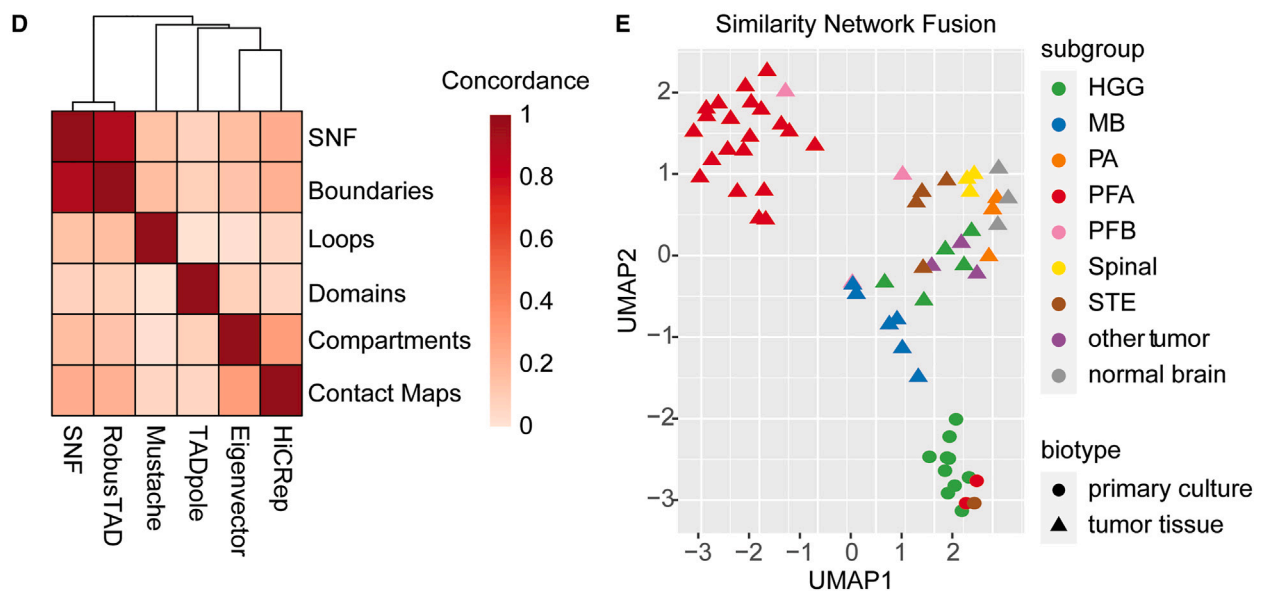 D
Concordance
1
0.8
0.6
0.4
0.2
0
SNF
Boundaries
Loops
Domains
Compartments
Contact Maps
SNF
RobusTAD
Mustache
TADpole
Eigenvector
HiCRep
E
Similarity Network Fusion
UMAP2
2
1
0
−1
−2
−3
−3 −2 −1 0 1 2
UMAP1
subgroup
HGG
MB
PA
PFA
PFB
Spinal
STE
other tumor
normal brain
biotype
primary culture
tumor tissue